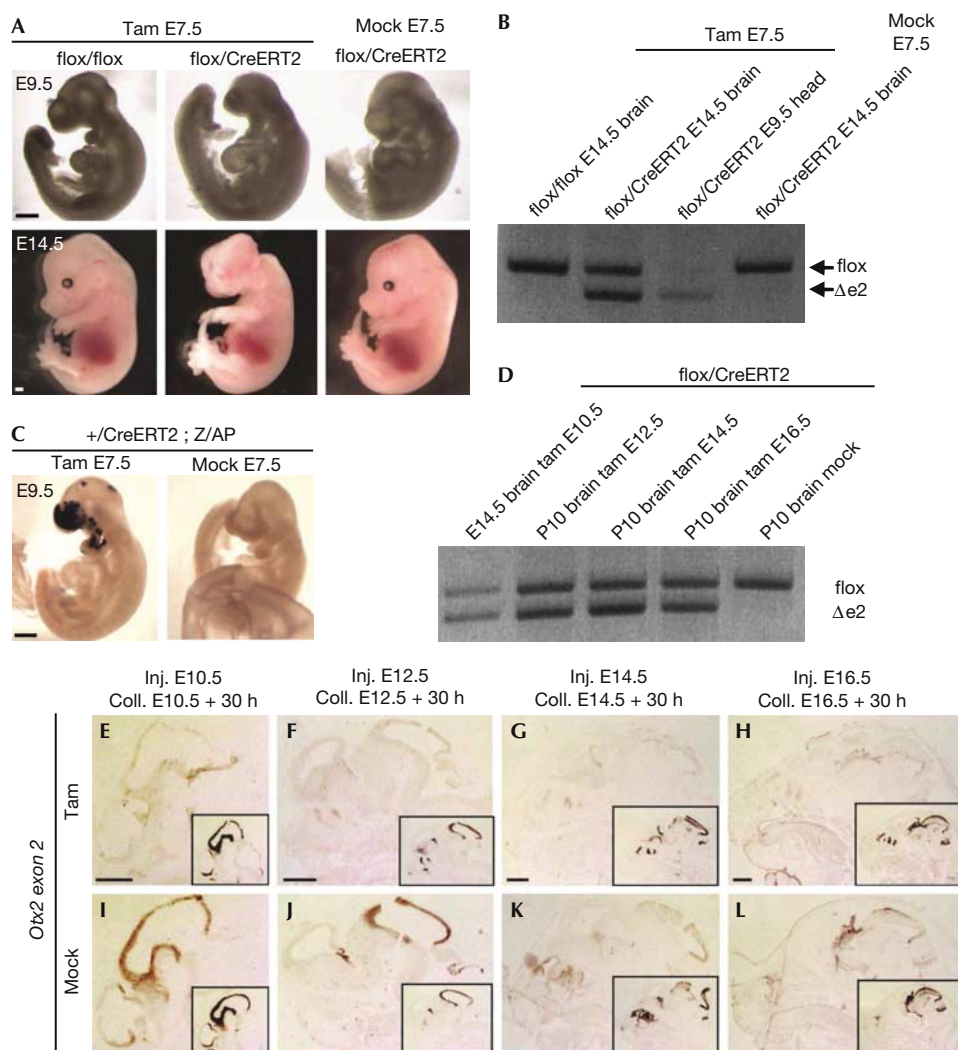 A
Tam E7.5
Mock E7.5
flox/flox
flox/CreERT2
flox/CreERT2
E9.5
E14.5
B
Tam E7.5
Mock
E7.5
flox/flox E14.5 brain
flox/CreERT2 E14.5 brain
flox/CreERT2 E9.5 head
flox/CreERT2 E14.5 brain
flox
Δe2
C
+/CreERT2 ; Z/AP
Tam E7.5
Mock E7.5
E9.5
D
flox/CreERT2
E14.5 brain tam E10.5
P10 brain tam E12.5
P10 brain tam E14.5
P10 brain tam E16.5
P10 brain mock
flox
Δe2
Inj. E10.5
Coll. E10.5 + 30 h
Inj. E12.5
Coll. E12.5 + 30 h
Inj. E14.5
Coll. E14.5 + 30 h
Inj. E16.5
Coll. E16.5 + 30 h
Otx2 exon 2
Tam
E
F
G
H
Mock
I
J
K
L